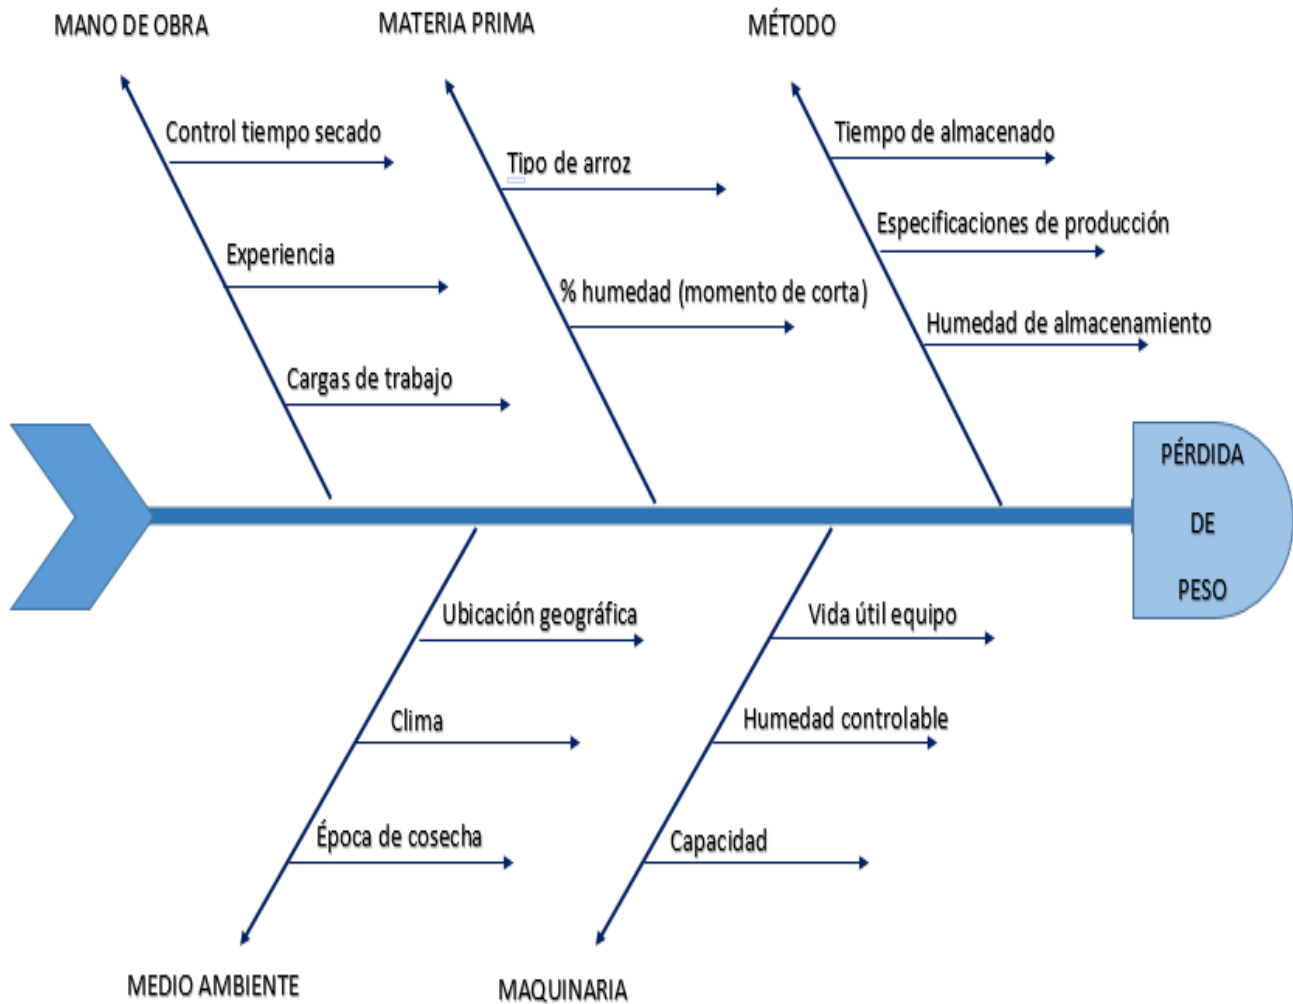 MANO DE OBRA
MATERIA PRIMA
MÉTODO
Control tiempo secado
Experiencia
Cargas de trabajo
Tipo de arroz
% humedad (momento de corta)
Tiempo de almacenado
Especificaciones de producción
Humedad de almacenamiento
PÉRDIDA
DE
PESO
Ubicación geográfica
Clima
Época de cosecha
Vida útil equipo
Humedad controlable
Capacidad
MEDIO AMBIENTE
MAQUINARIA